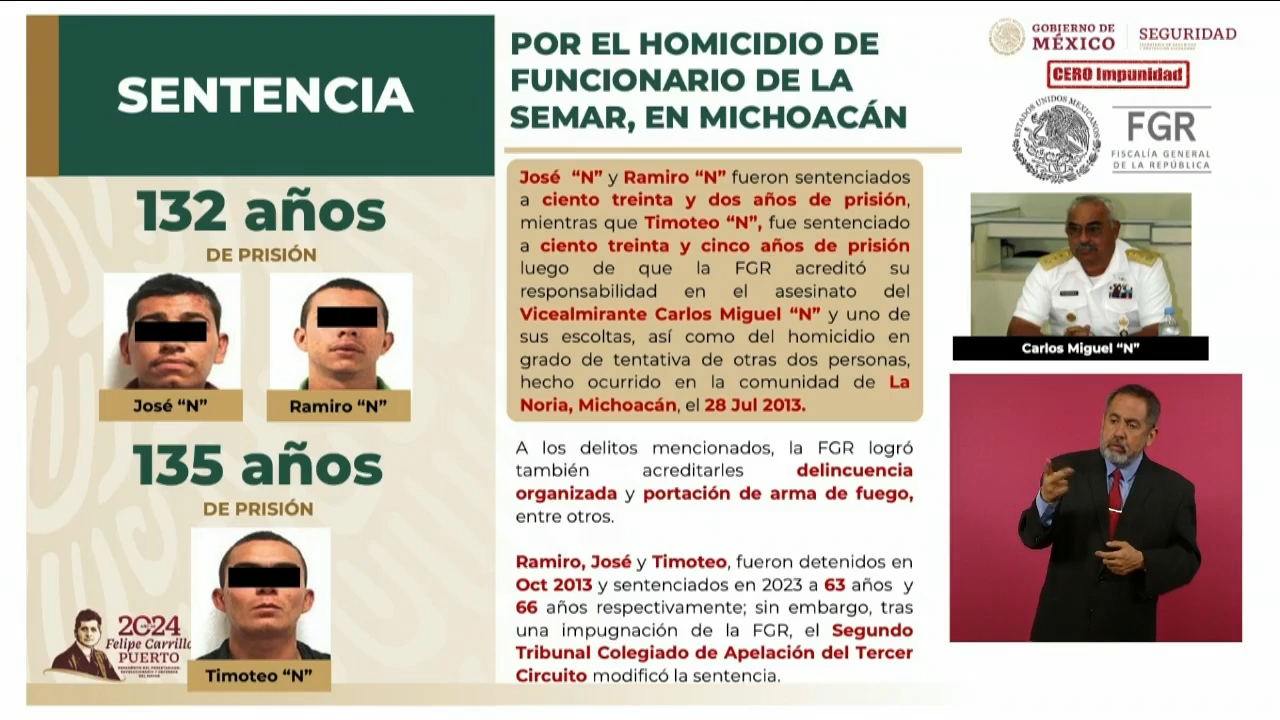 SENTENCIA
132 años
DE PRISIÓN
José “N”
Ramiro “N”
135 años
DE PRISIÓN
Timoteo “N”
2024
Felipe Carrillo
PUERTO
POR EL HOMICIDIO DE
FUNCIONARIO DE LA
SEMAR, EN MICHOACÁN
José “N” y Ramiro “N” fueron sentenciados
a ciento treinta y dos años de prisión,
mientras que Timoteo “N”, fue sentenciado
a ciento treinta y cinco años de prisión
luego de que la FGR acreditó su
responsabilidad en el asesinato del
Vicealmirante Carlos Miguel “N” y uno de
sus escoltas, así como del homicidio en
grado de tentativa de otras dos personas,
hecho ocurrido en la comunidad de La
Noria, Michoacán, el 28 Jul 2013.
A los delitos mencionados, la FGR logró
también acreditarles delincuencia
organizada y portación de arma de fuego,
entre otros.
Ramiro, José y Timoteo, fueron detenidos en
Oct 2013 y sentenciados en 2023 a 63 años y
66 años respectivamente; sin embargo, tras
una impugnación de la FGR, el Segundo
Tribunal Colegiado de Apelación del Tercer
Circuito modificó la sentencia.
GOBIERNO DE
MÉXICO
SEGURIDAD
CERO Impunidad
ESTADOS UNIDOS MEXICANOS
FGR
FISCALÍA GENERAL
DE LA REPÚBLICA
Carlos Miguel “N”